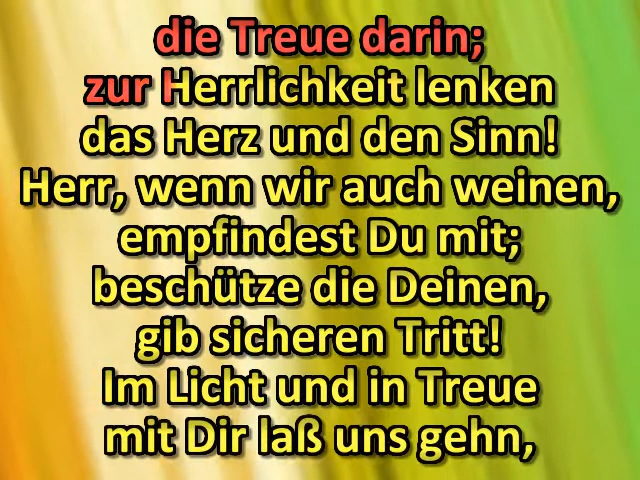 die Treue darin;
zur Herrlichkeit lenken
das Herz und den Sinn!
Herr, wenn wir auch weinen,
empfindest Du mit;
beschütze die Deinen,
gib sicheren Tritt!
Im Licht und in Treue
mit Dir laß uns gehn,